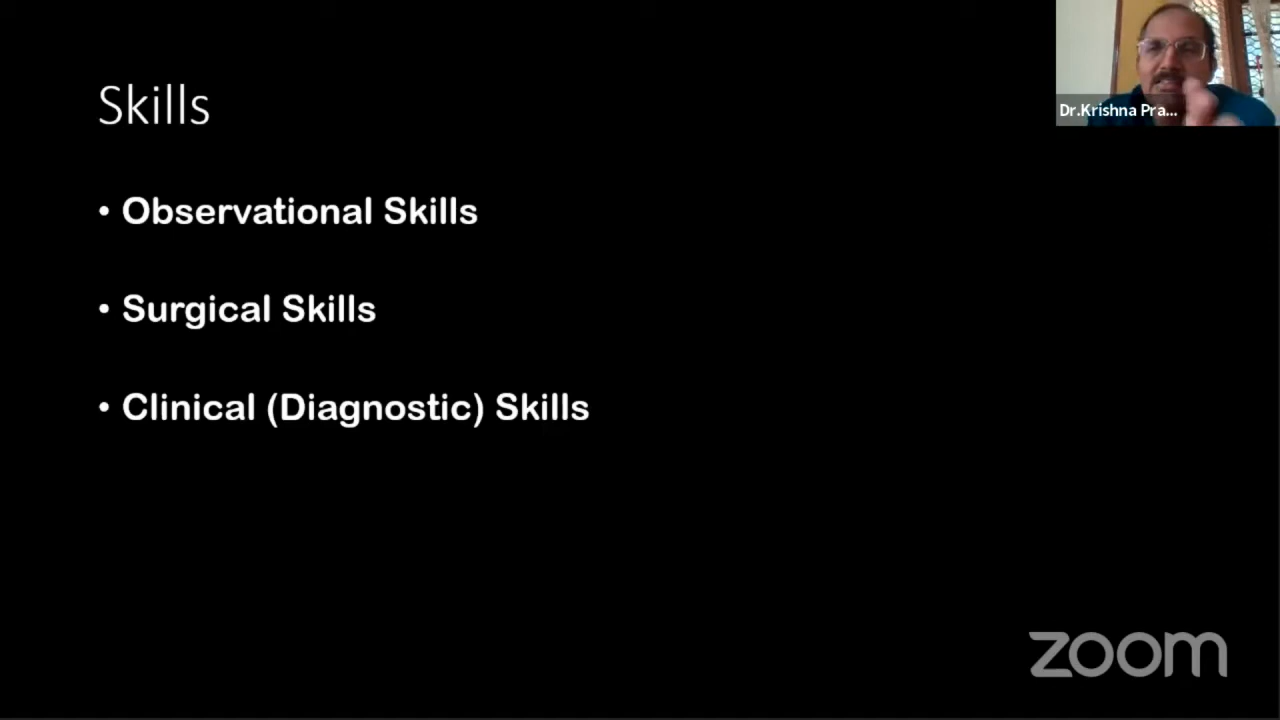 Skills
Dr.Krishna Pra...
• Observational Skills
• Surgical Skills
• Clinical (Diagnostic) Skills
zoom